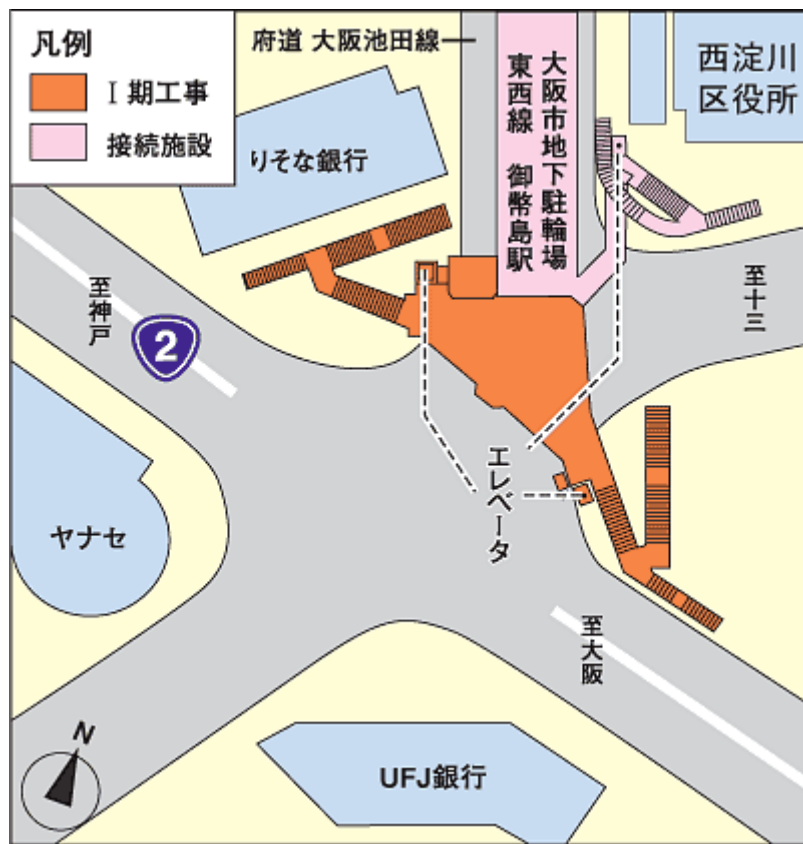 凡例
Ⅰ期工事
接続施設
府道 大阪池田線
大阪市地下駐輪場
東西線 御幣島駅
西淀川
区役所
りそな銀行
至神戸
2
至十三
エレベータ
ヤナセ
至大阪
UFJ銀行
N